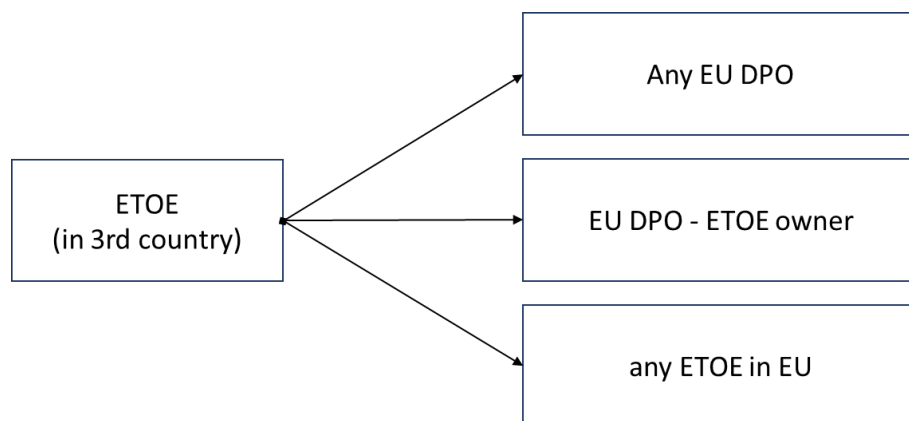 Any EU DPO
ETOE
(in 3rd country)
EU DPO - ETOE owner
any ETOE in EU